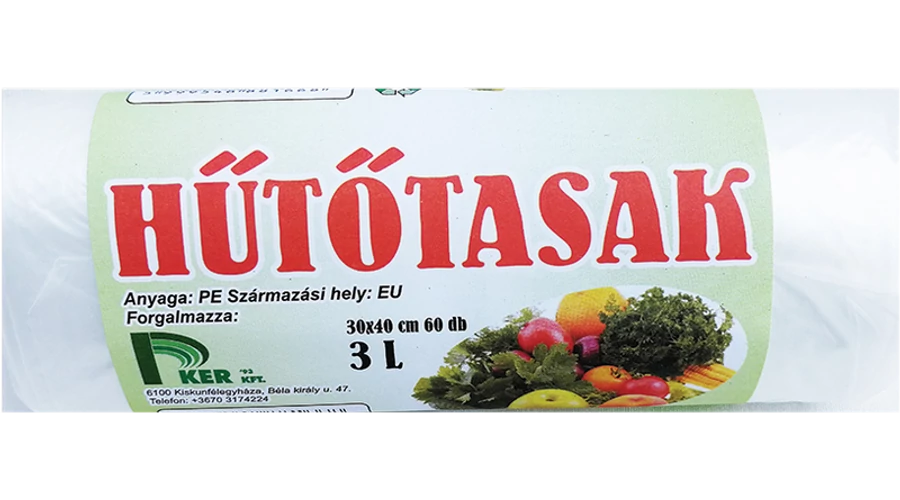 HŰTŐTASAK
Anyaga: PE Származási hely: EU
Forgalmazza:
30x40 cm 60 db
3 L
PKER '93 KFT.
6100 Kiskunfélegyháza, Béla király u. 47.
Telefon: +3670 3174224